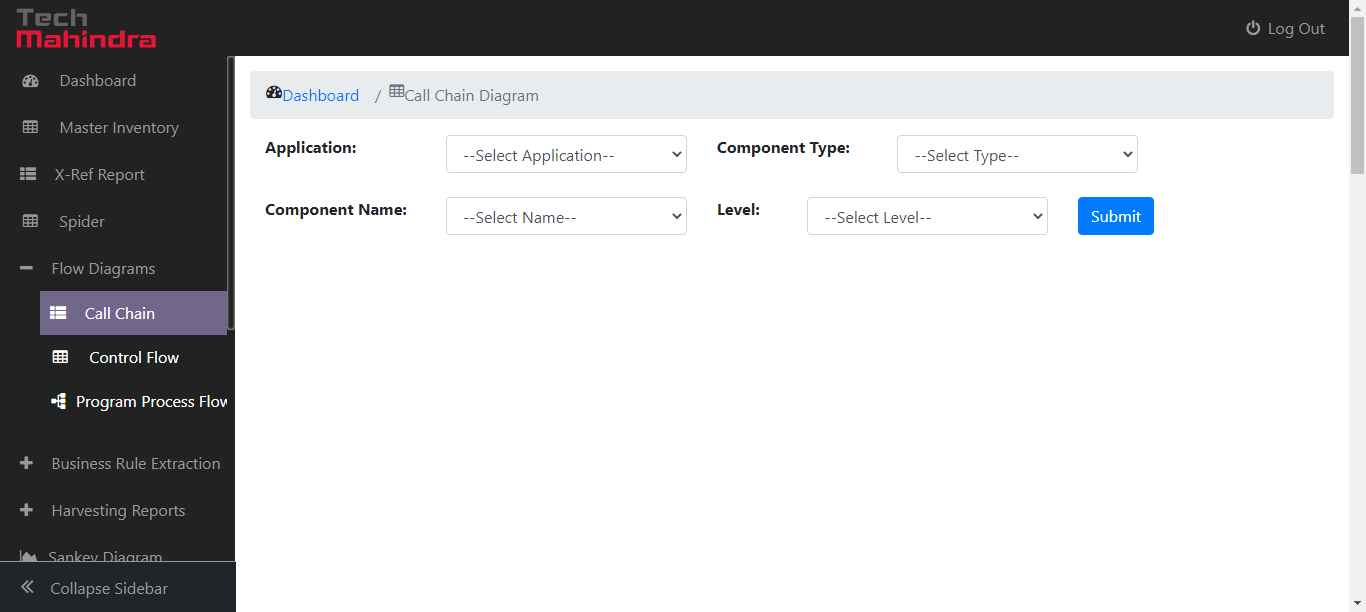 Tech
Mahindra
Log Out
Dashboard
Master Inventory
X-Ref Report
Spider
Flow Diagrams
Call Chain
Control Flow
Program Process Flow
Business Rule Extraction
Harvesting Reports
Sankey Diagram
Collapse Sidebar
Dashboard / Call Chain Diagram
Application: --Select Application-- Component Type: --Select Type--
Component Name: --Select Name-- Level: --Select Level-- Submit